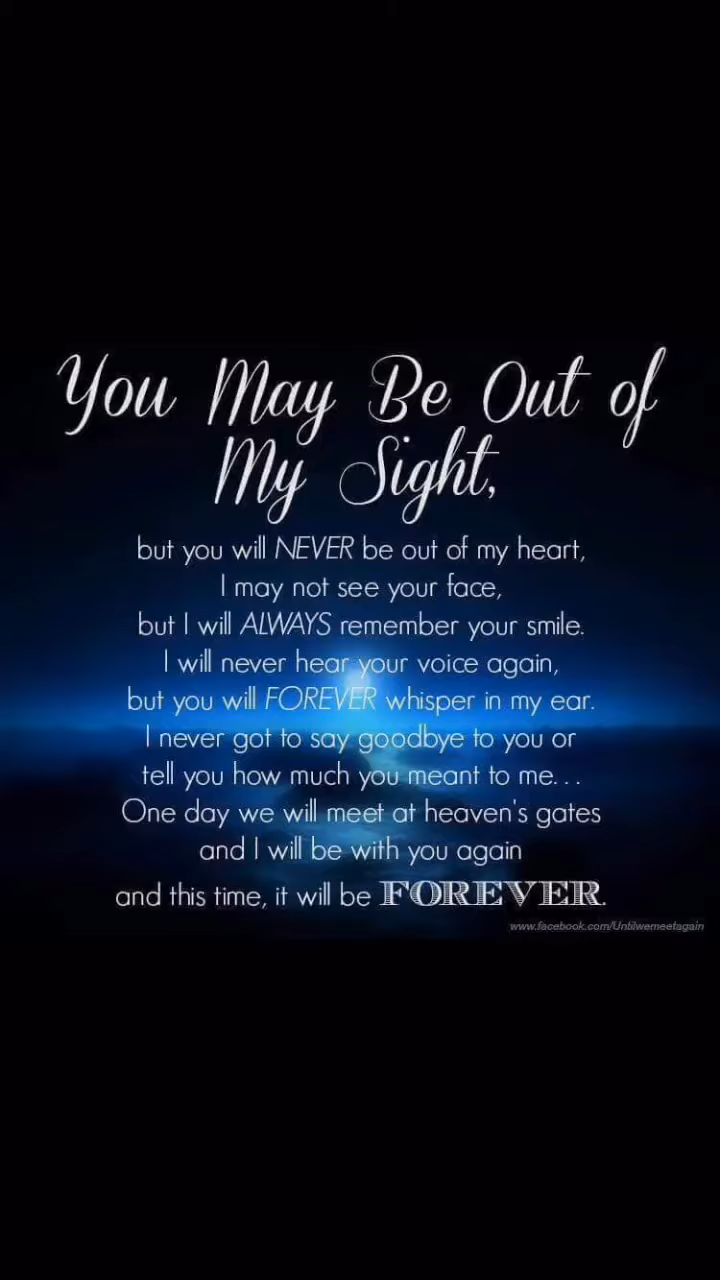 You May Be Out of
My Sight,
but you will NEVER be out of my heart,
I may not see your face,
but I will ALWAYS remember your smile.
I will never hear your voice again,
but you will FOREVER whisper in my ear.
I never got to say goodbye to you or
tell you how much you meant to me...
One day we will meet at heaven's gates
and I will be with you again
and this time, it will be FOREVER.
www.facebook.com/Untilwemeetagain